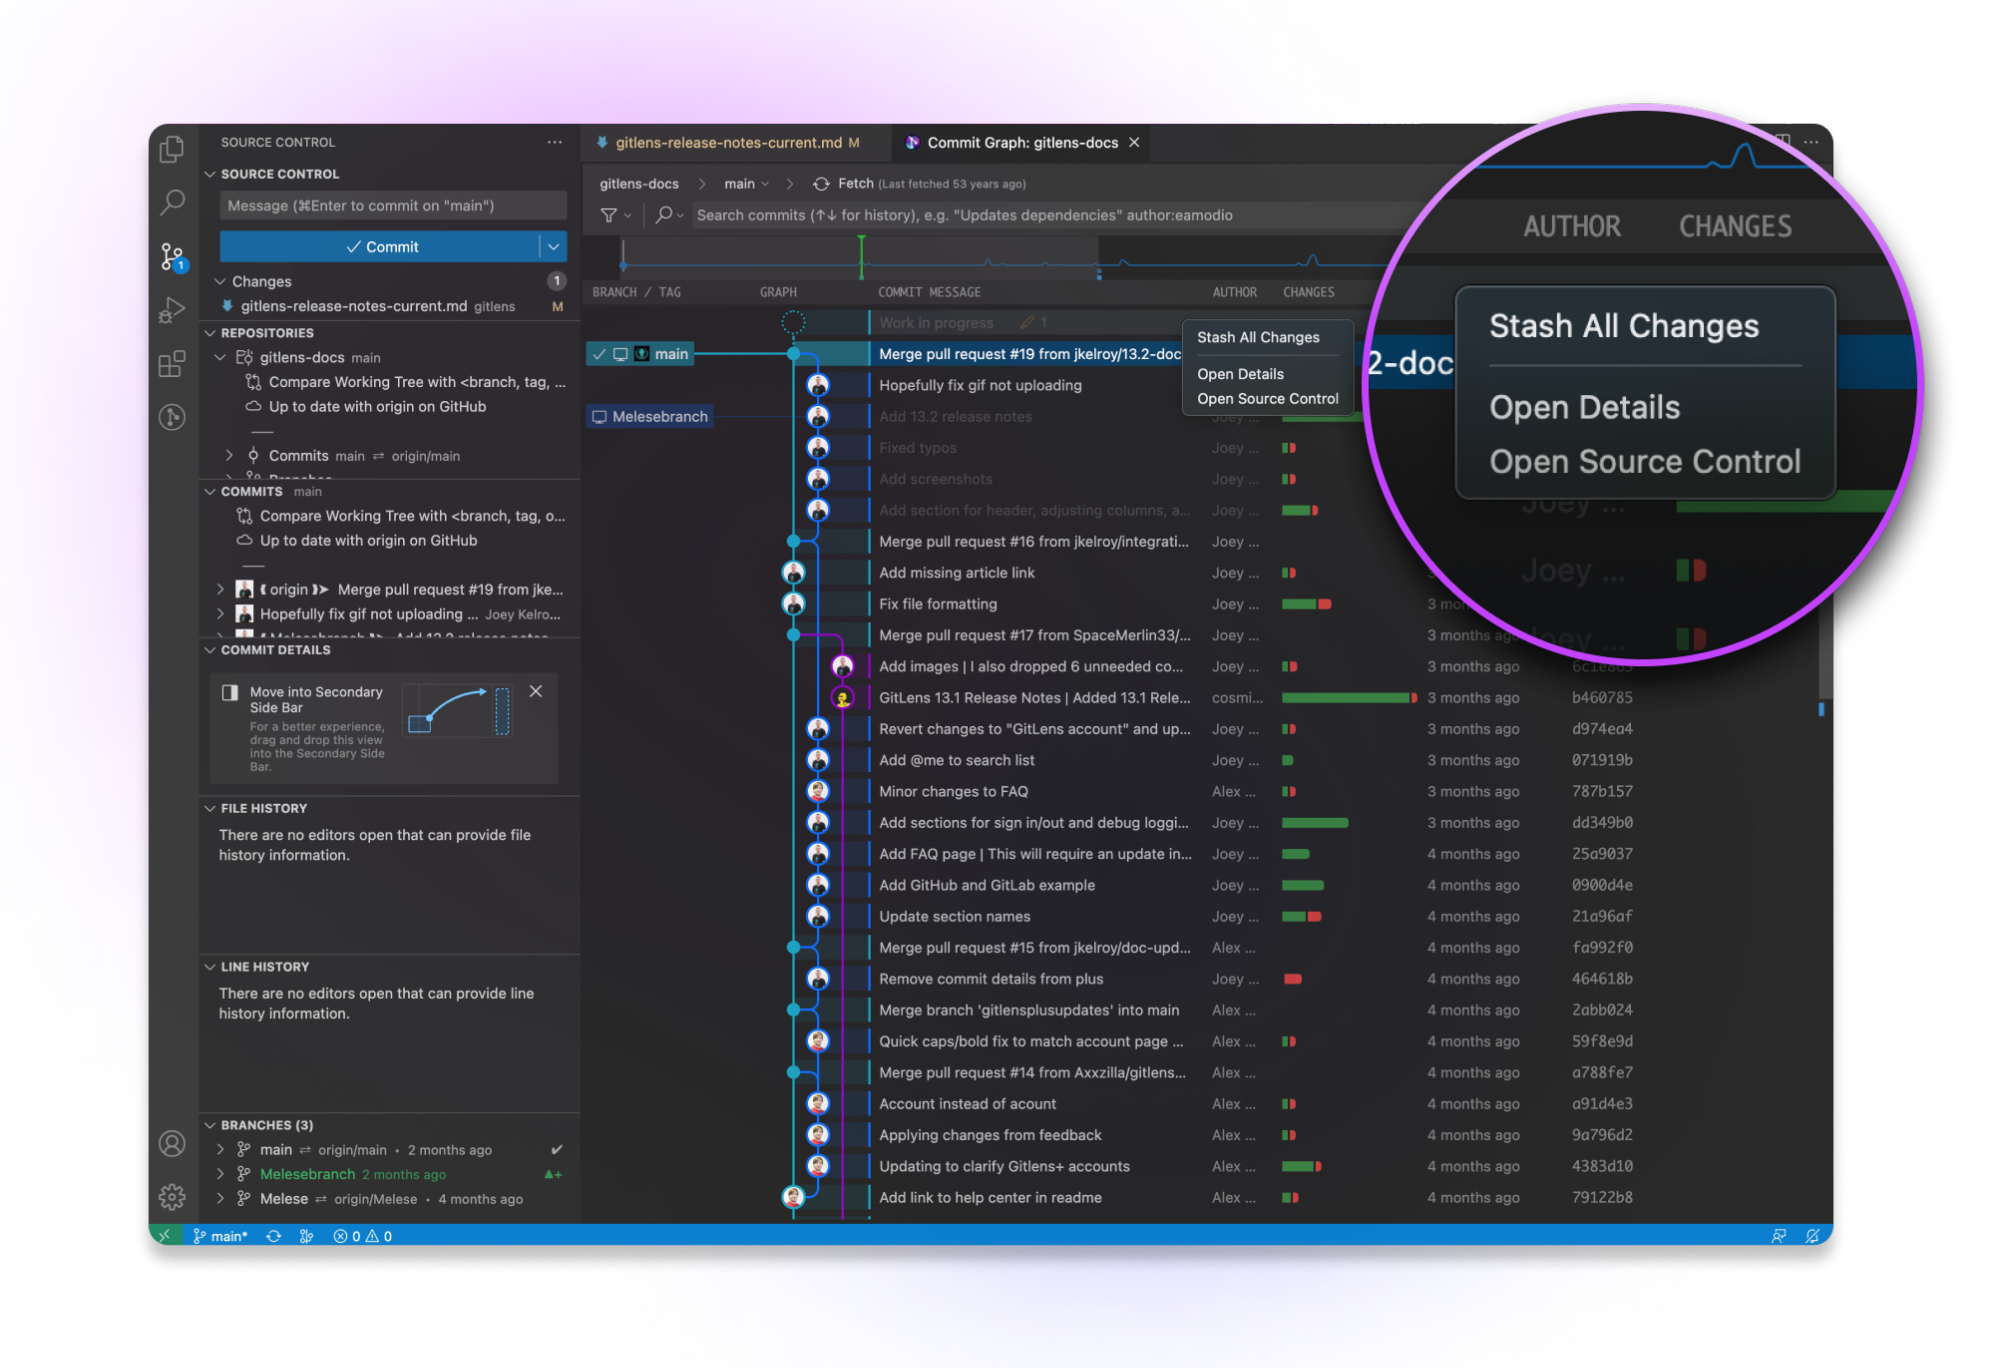 SOURCE CONTROL
SOURCE CONTROL
Message (⌘Enter to commit on "main")
Commit
Changes 1
gitlens-release-notes-current.md gitlens M
REPOSITORIES
gitlens-docs main
Compare Working Tree with <branch, tag, ...
Up to date with origin on GitHub
Commits main ⇄ origin/main
Branches
COMMITS main
Compare Working Tree with <branch, tag, o...
Up to date with origin on GitHub
origin Merge pull request #19 from jke...
Hopefully fix gif not uploading ... Joey Kelro...
Melesebranch Add 13.2 release notes
COMMIT DETAILS
Move into Secondary
Side Bar
For a better experience,
drag and drop this view
into the Secondary Side
Bar.
FILE HISTORY
There are no editors open that can provide file
history information.
LINE HISTORY
There are no editors open that can provide line
history information.
BRANCHES (3)
main ⇄ origin/main • 2 months ago ✔
Melesebranch 2 months ago ▲+
Melese ⇄ origin/Melese • 4 months ago
main* 0 0
gitlens-release-notes-current.md M
Commit Graph: gitlens-docs
gitlens-docs > main > Fetch (Last fetched 53 years ago)
Search commits (↑↓ for history), e.g. "Updates dependencies" author:eamodio
BRANCH / TAG GRAPH COMMIT MESSAGE AUTHOR CHANGES
Work in progress 1
main Merge pull request #19 from jkelroy/13.2-doc
Hopefully fix gif not uploading
Melesebranch Add 13.2 release notes Joey ...
Fixed typos Joey ...
Add screenshots Joey ...
Add section for header, adjusting columns, a... Joey ...
Merge pull request #16 from jkelroy/integrati... Joey ...
Add missing article link Joey ...
Fix file formatting Joey ... 3 mon
Merge pull request #17 from SpaceMerlin33/... Joey ... 3 months ag
Add images | I also dropped 6 unneeded co... Joey ... 3 months ago
GitLens 13.1 Release Notes | Added 13.1 Rele... cosmi... 3 months ago b460785
Revert changes to "GitLens account" and up... Joey ... 3 months ago d974ea4
Add @me to search list Joey ... 3 months ago 071919b
Minor changes to FAQ Alex ... 3 months ago 787b157
Add sections for sign in/out and debug loggi... Joey ... 3 months ago dd349b0
Add FAQ page | This will require an update in... Joey ... 4 months ago 25a9037
Add GitHub and GitLab example Joey ... 4 months ago 0900d4e
Update section names Joey ... 4 months ago 21a96af
Merge pull request #15 from jkelroy/doc-upd... Alex ... 4 months ago fa992f0
Remove commit details from plus Joey ... 4 months ago 464618b
Merge branch 'gitlensplusupdates' into main Alex ... 4 months ago 2abb024
Quick caps/bold fix to match account page ... Alex ... 4 months ago 59f8e9d
Merge pull request #14 from Axxzilla/gitlens... Alex ... 4 months ago a788fe7
Account instead of acount Alex ... 4 months ago a91d4e3
Applying changes from feedback Alex ... 4 months ago 9a796d2
Updating to clarify Gitlens+ accounts Alex ... 4 months ago 4383d10
Add link to help center in readme Alex ... 4 months ago 79122b8
Stash All Changes
Open Details
Open Source Control
AUTHOR CHANGES
2-doc
Stash All Changes
Open Details
Open Source Control
Joey ...
Joey ...
Joey ...